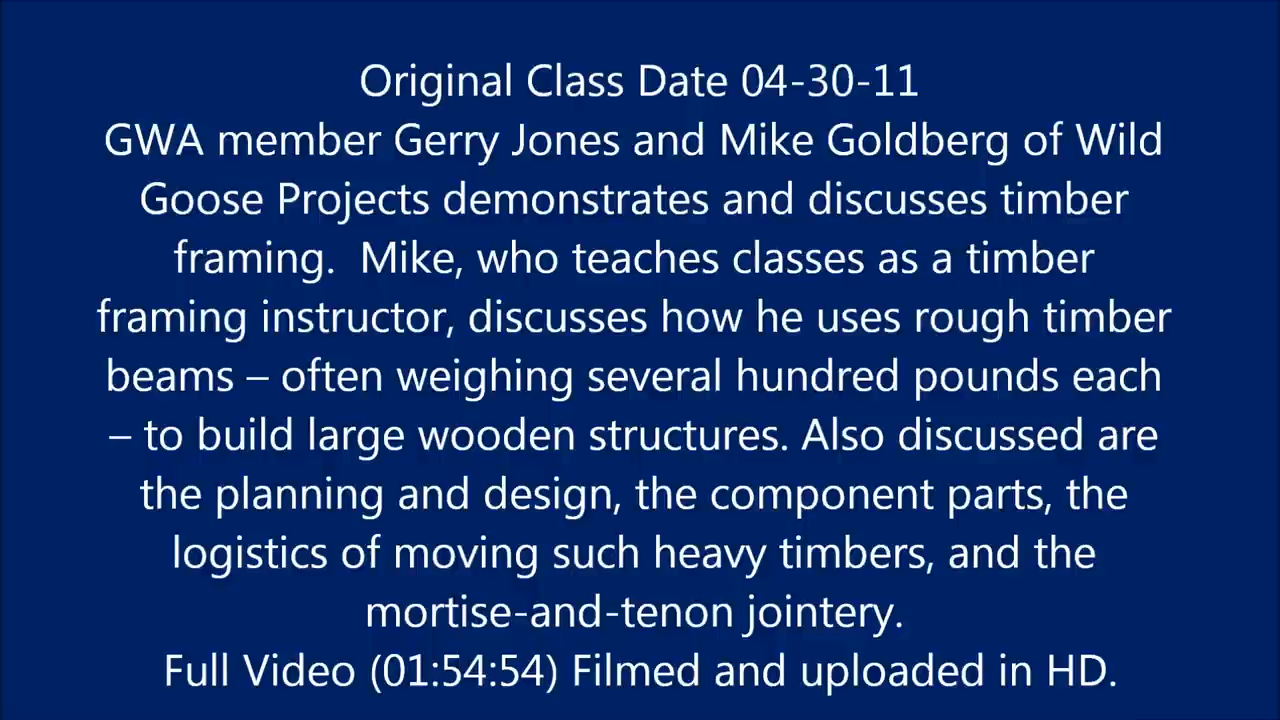 Original Class Date 04-30-11
GWA member Gerry Jones and Mike Goldberg of Wild
Goose Projects demonstrates and discusses timber
framing.  Mike, who teaches classes as a timber
framing instructor, discusses how he uses rough timber
beams – often weighing several hundred pounds each
– to build large wooden structures. Also discussed are
the planning and design, the component parts, the
logistics of moving such heavy timbers, and the
mortise-and-tenon jointery.
Full Video (01:54:54) Filmed and uploaded in HD.